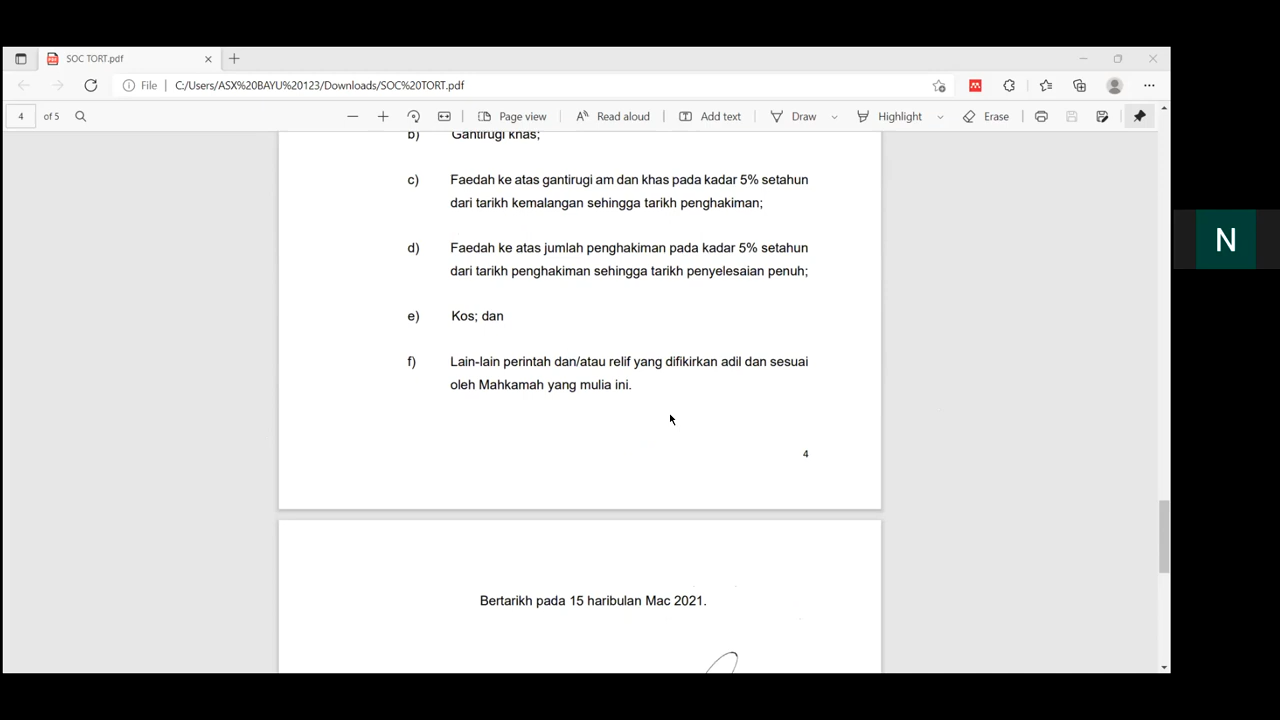 SOC TORT.pdf
File
C:/Users/ASX%20BAYU%20123/Downloads/SOC%20TORT.pdf
4 of 5
Page view
Read aloud
Add text
Draw
Highlight
Erase
b) Gantirugi khas;
c) Faedah ke atas gantirugi am dan khas pada kadar 5% setahun
dari tarikh kemalangan sehingga tarikh penghakiman;
d) Faedah ke atas jumlah penghakiman pada kadar 5% setahun
dari tarikh penghakiman sehingga tarikh penyelesaian penuh;
e) Kos; dan
f) Lain-lain perintah dan/atau relif yang difikirkan adil dan sesuai
oleh Mahkamah yang mulia ini.
4
Bertarikh pada 15 haribulan Mac 2021.
N